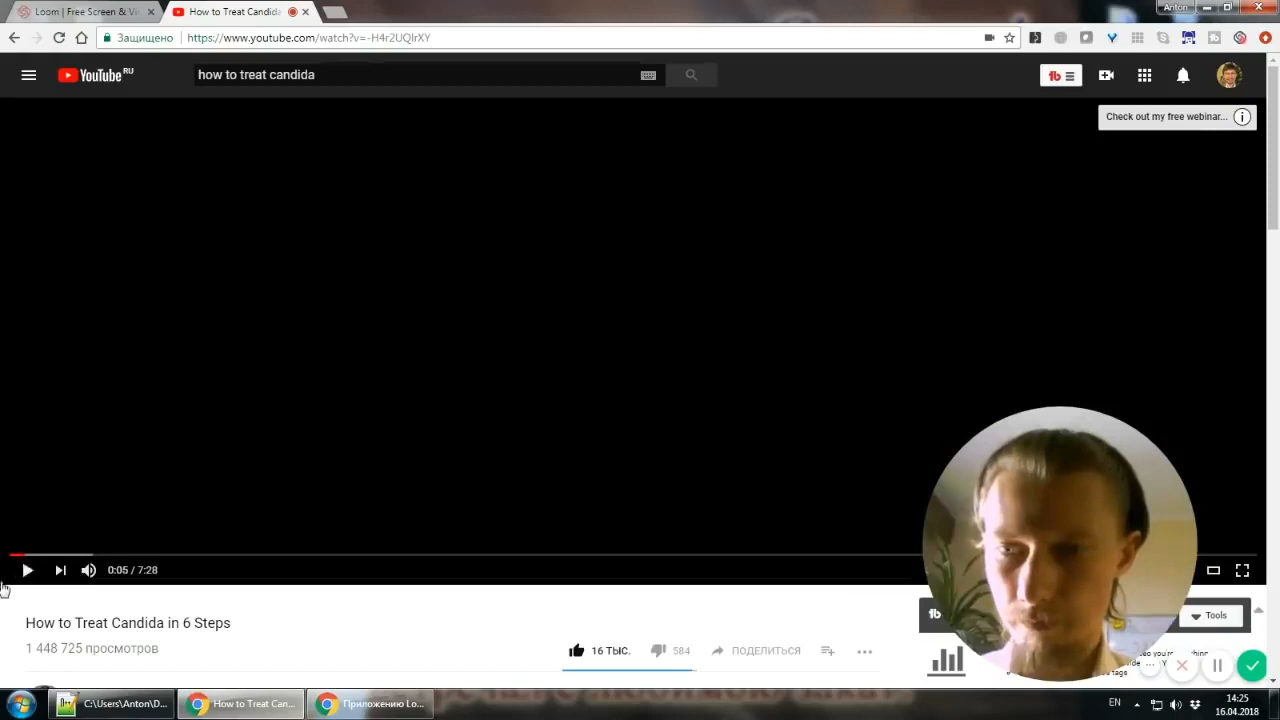 Loom | Free Screen & Vi
How to Treat Candida
Anton
Защищено
https://www.youtube.com/watch?v=-H4r2UQIrXY
YouTube RU
how to treat candida
Check out my free webinar...
0:05 / 7:28
How to Treat Candida in 6 Steps
1 448 725 просмотров
16 ТЫС.
584
ПОДЕЛИТЬСЯ
Tools
C:\Users\Anton\D...
How to Treat Can...
Приложению Lo...
EN
14:25
16.04.2018